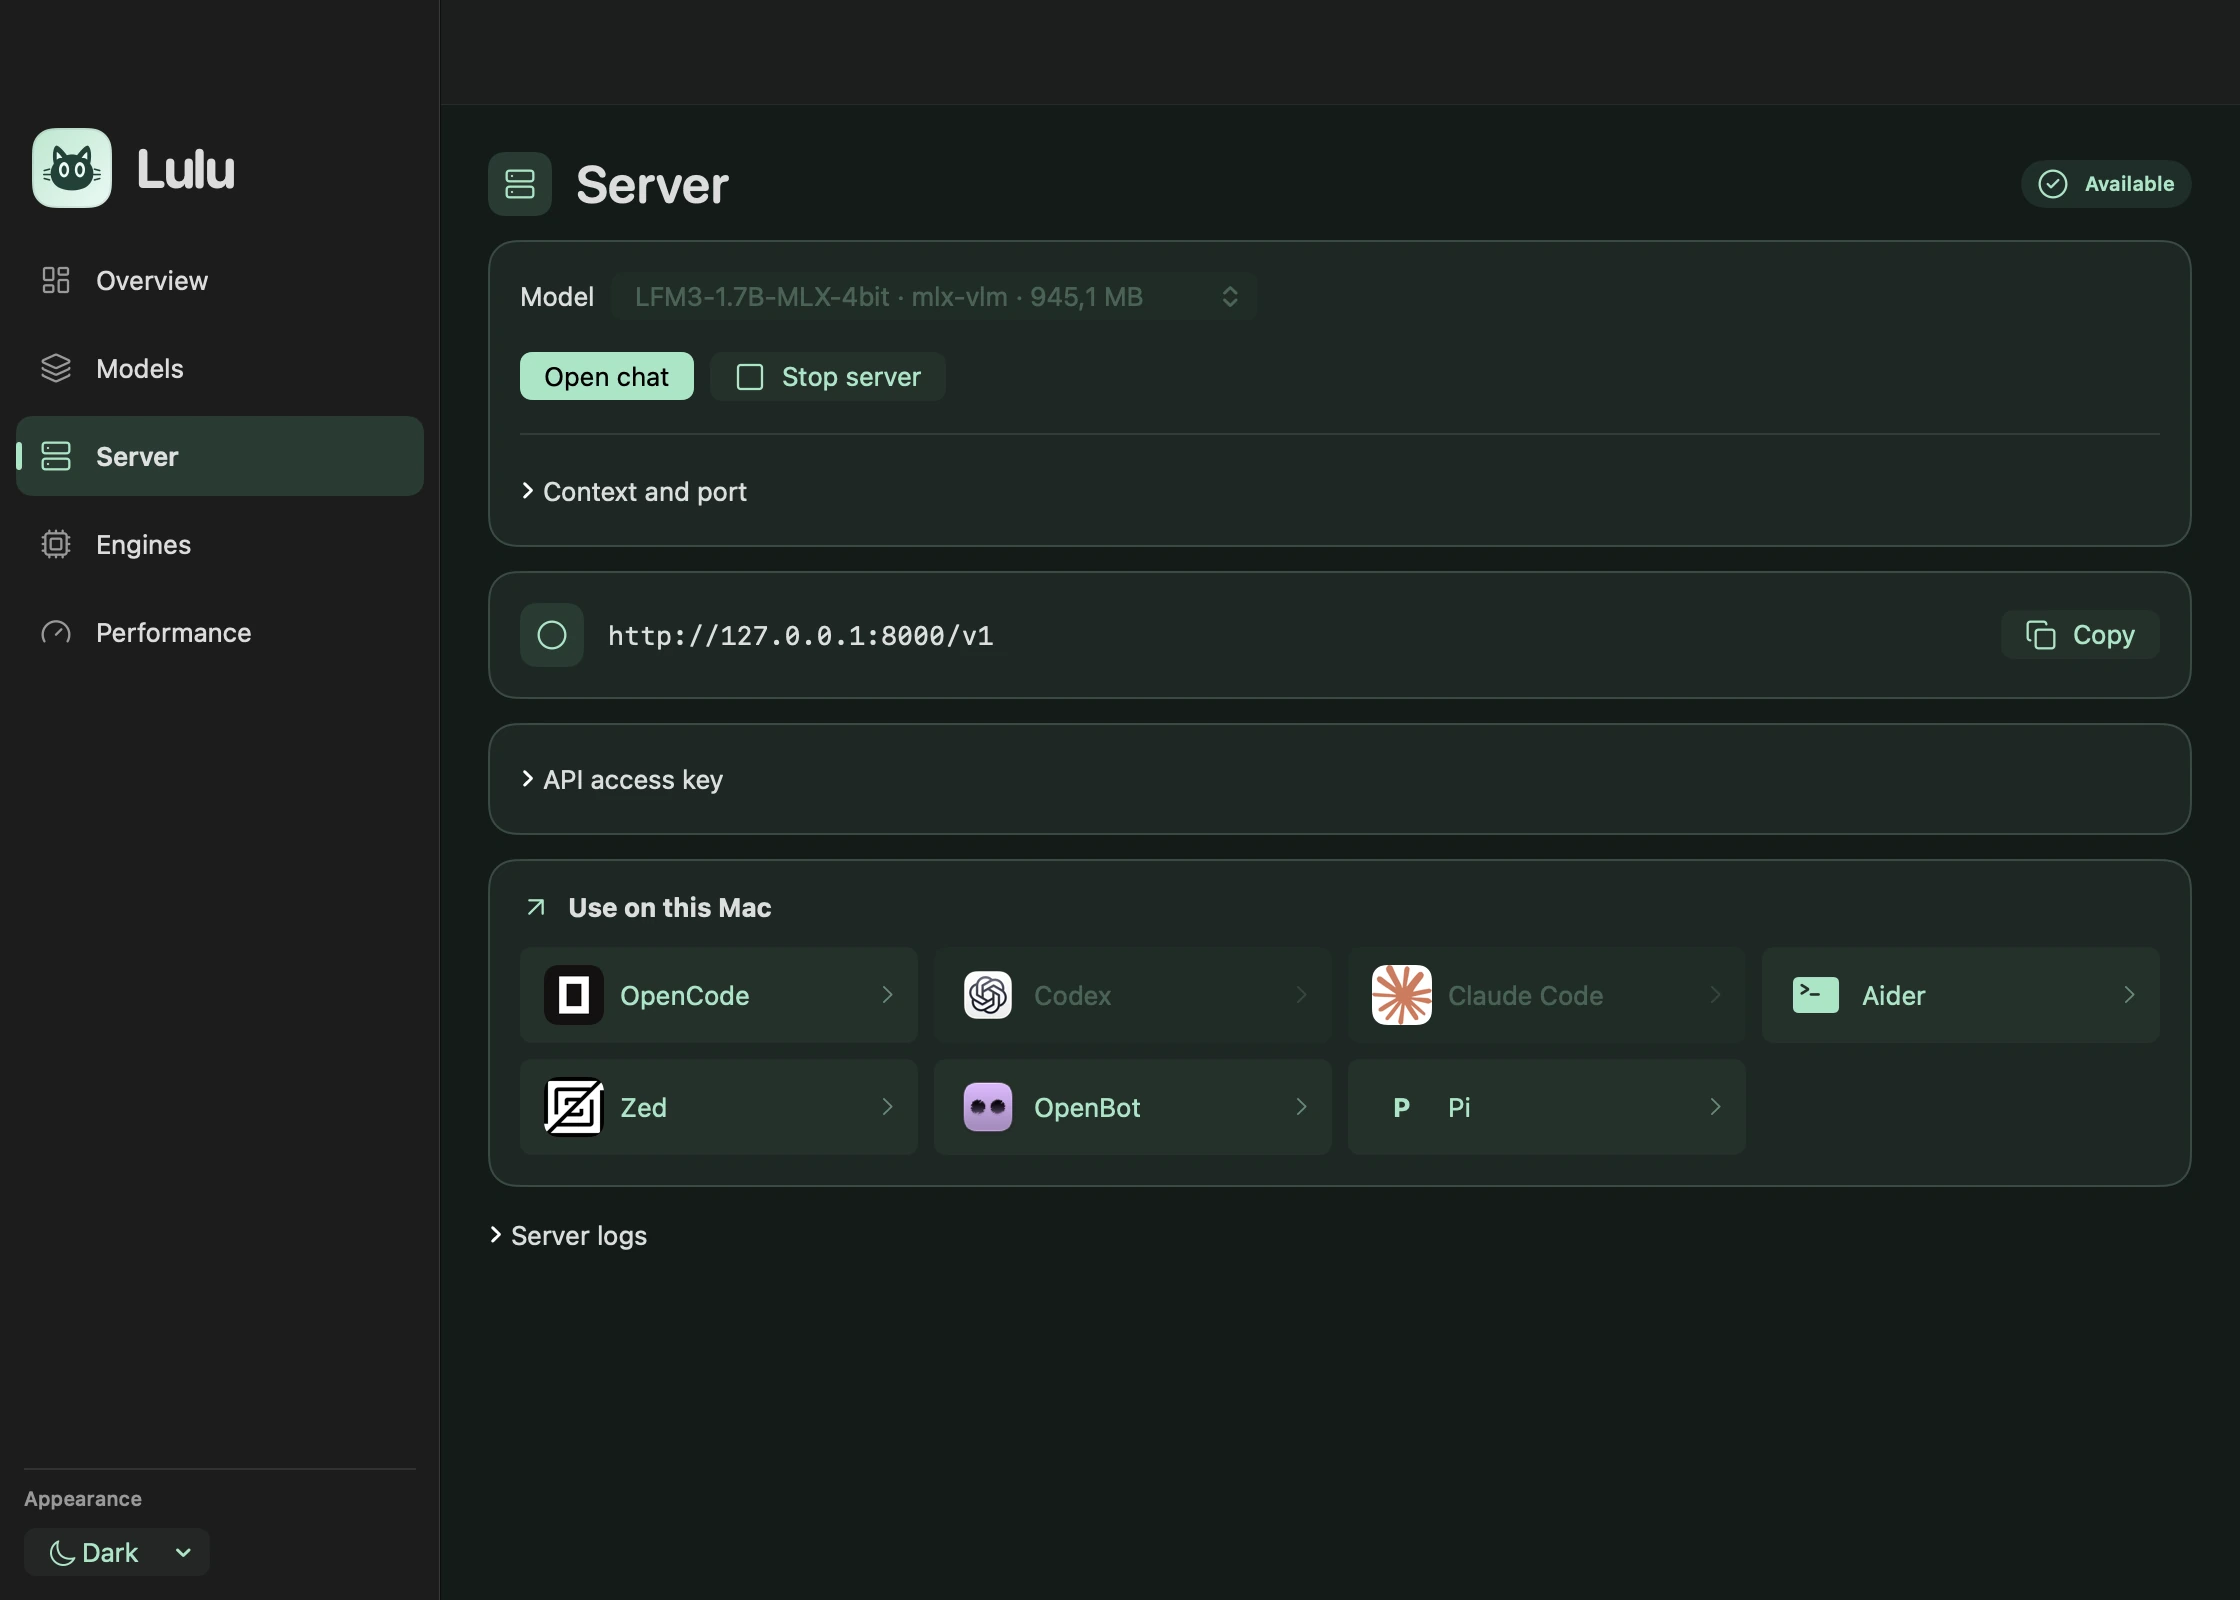 Lulu
Overview
Models
Server
Engines
Performance
Appearance
Dark
Server
Available
Model
LFM3-1.7B-MLX-4bit · mlx-vlm · 945,1 MB
Open chat
Stop server
Context and port
http://127.0.0.1:8000/v1
Copy
API access key
Use on this Mac
OpenCode
Codex
Claude Code
>_ Aider
Zed
OpenBot
P Pi
Server logs